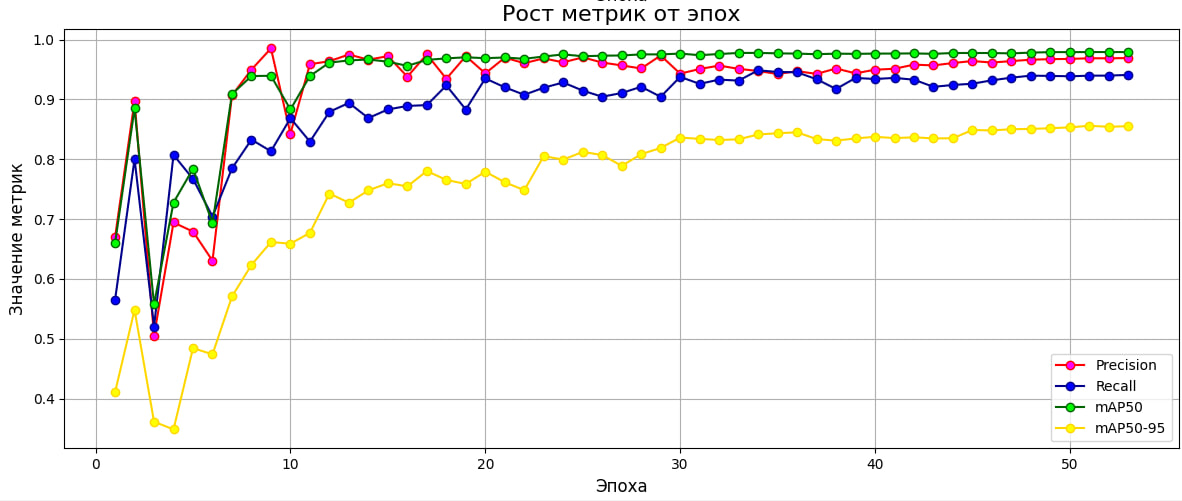 Рост метрик от эпох
Значение метрик
1.0
0.9
0.8
0.7
0.6
0.5
0.4
0
10
20
30
40
50
Эпоха
Precision
Recall
mAP50
mAP50-95